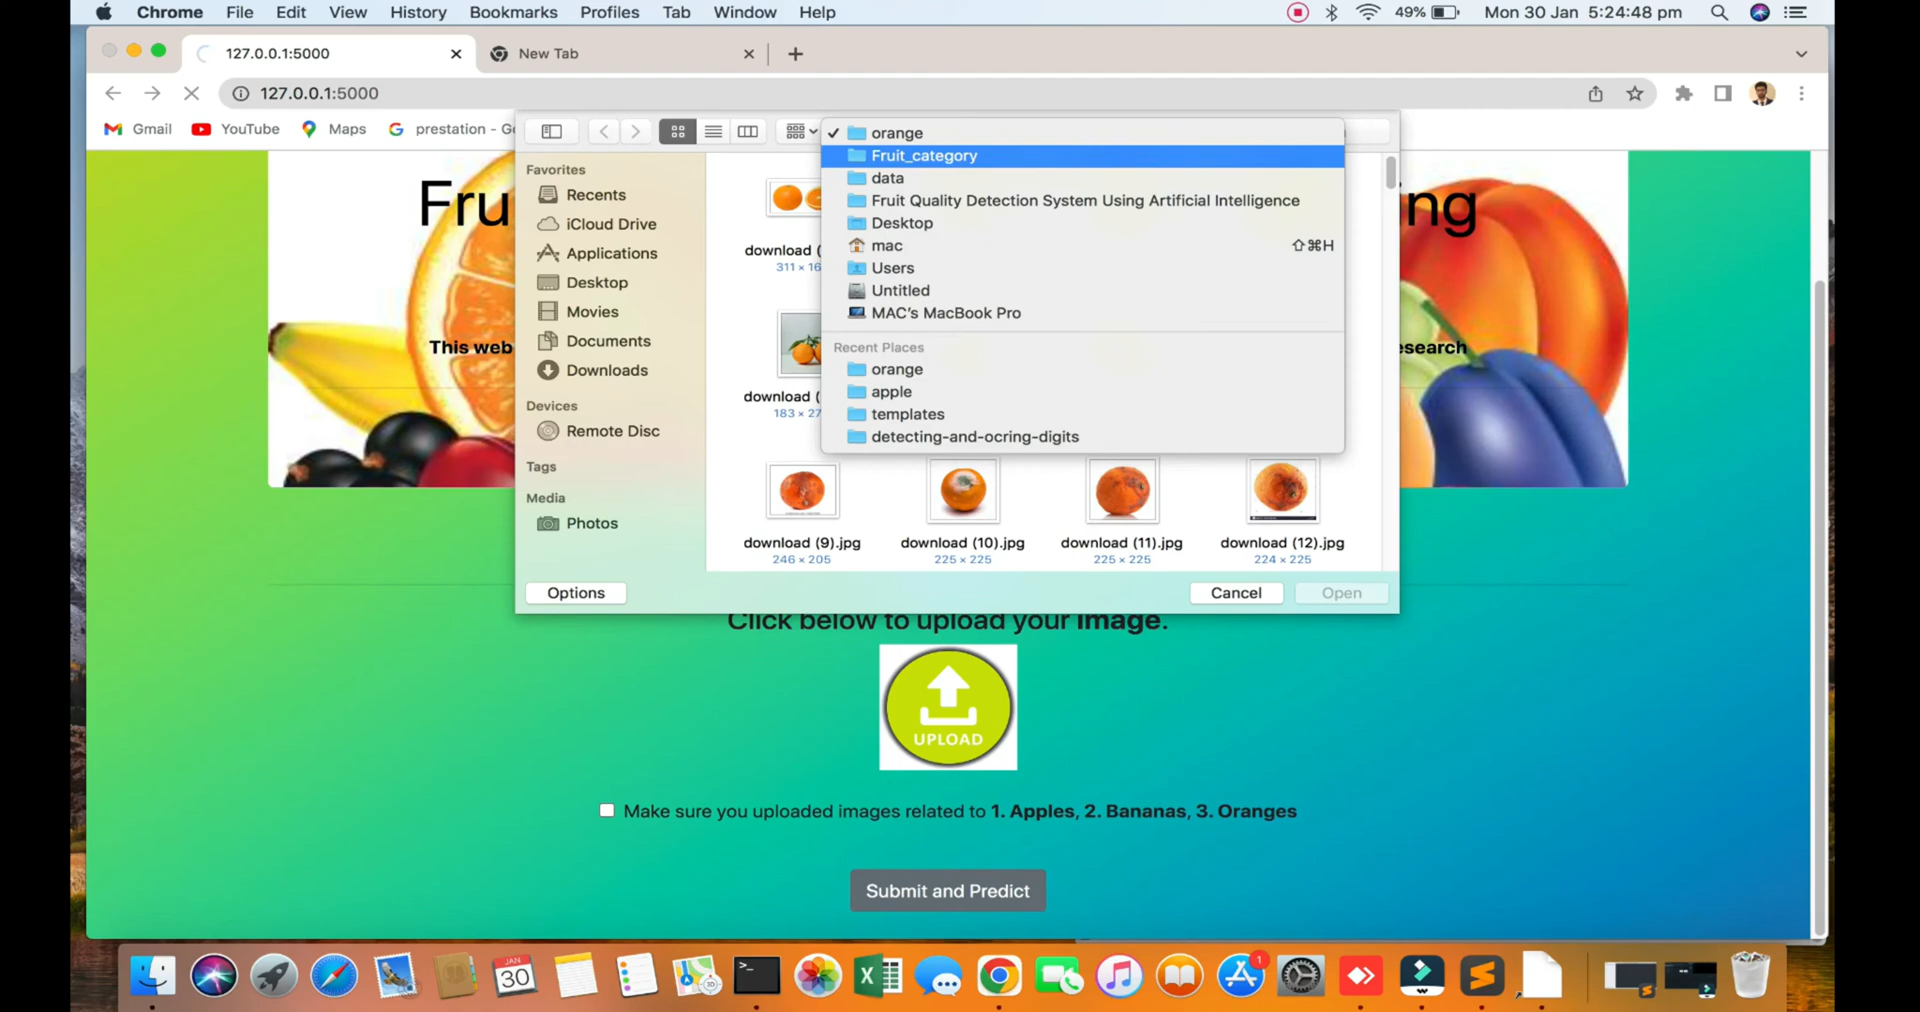 Chrome File Edit View History Bookmarks Profiles Tab Window Help 49% Mon 30 Jan 5:24:48 pm
127.0.0.1:5000 New Tab
127.0.0.1:5000
Gmail YouTube Maps prestation - Go
orange
Fruit_category
data
Fruit Quality Detection System Using Artificial Intelligence
Desktop
mac ⇧⌘H
Users
Untitled
MAC's MacBook Pro
Recent Places
orange
apple
templates
detecting-and-ocring-digits
Favorites
Recents
iCloud Drive
Applications
Desktop
Movies
Documents
Downloads
Devices
Remote Disc
Tags
Media
Photos
download (
311 × 16
download (
183 × 27
download (9).jpg download (10).jpg download (11).jpg download (12).jpg
246 × 205 225 × 225 225 × 225 224 × 225
Options Cancel Open
Fru ng
This web esearch
Click below to upload your Image.
UPLOAD
Make sure you uploaded images related to 1. Apples, 2. Bananas, 3. Oranges
Submit and Predict
JAN
30
1